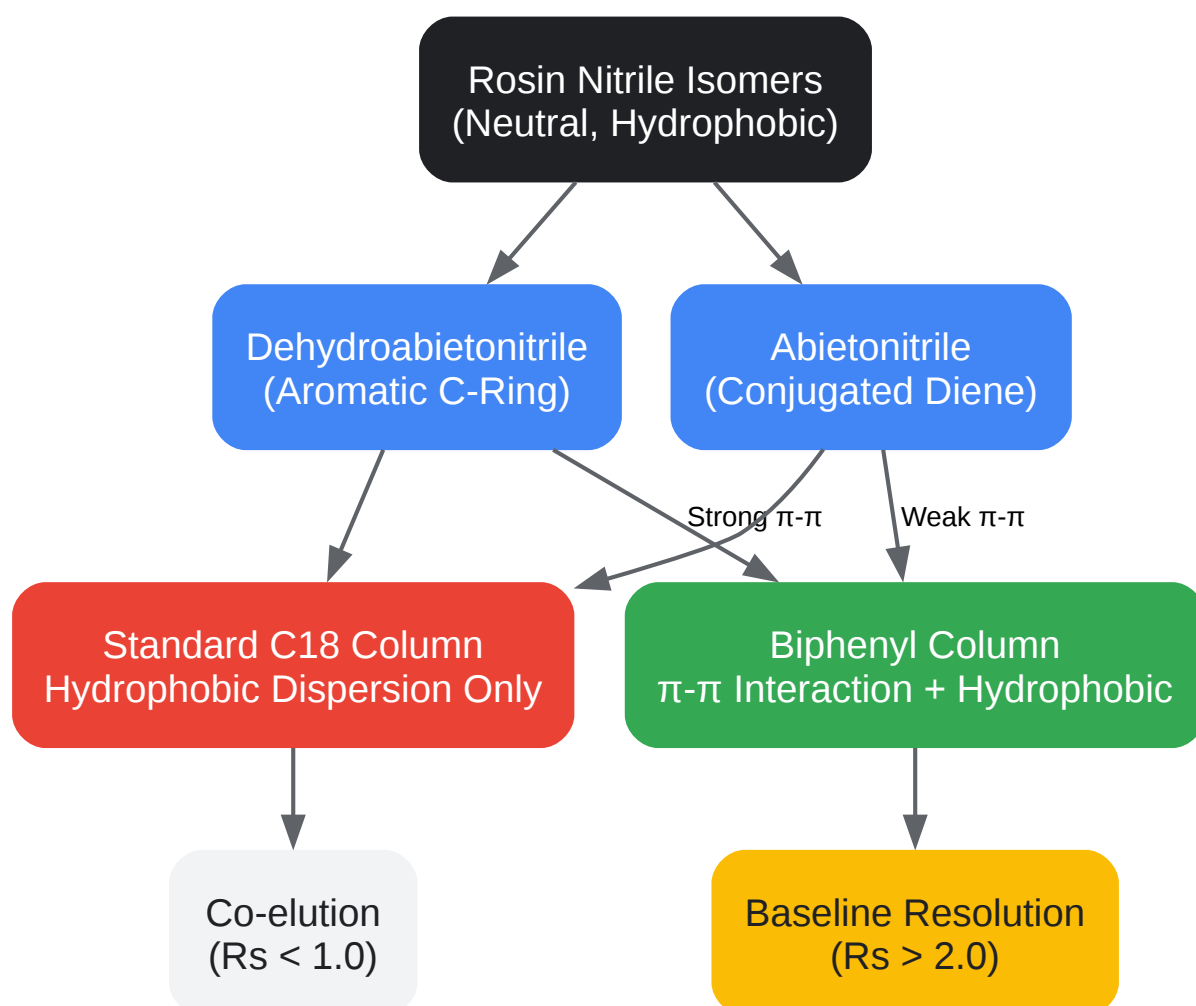 Rosin Nitrile Isomers
(Neutral, Hydrophobic)
Dehydroabietonitrile
(Aromatic C-Ring)
Abietonitrile
(Conjugated Diene)
Strong π-π
Weak π-π
Standard C18 Column
Hydrophobic Dispersion Only
Biphenyl Column
π-π Interaction + Hydrophobic
Co-elution
(Rs < 1.0)
Baseline Resolution
(Rs > 2.0)